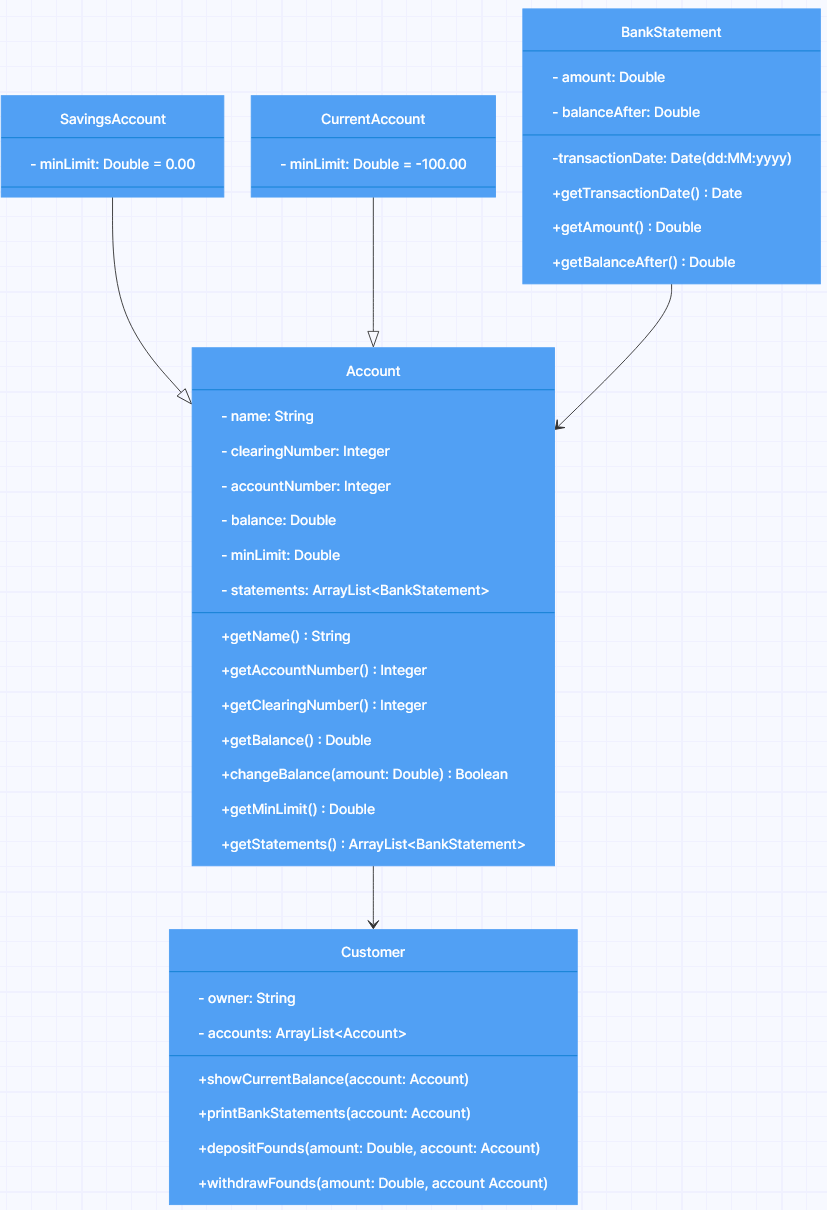 BankStatement
- amount: Double
- balanceAfter: Double
-transactionDate: Date(dd:MM:yyyy)
+getTransactionDate() : Date
+getAmount() : Double
+getBalanceAfter() : Double
SavingsAccount
- minLimit: Double = 0.00
CurrentAccount
- minLimit: Double = -100.00
Account
- name: String
- clearingNumber: Integer
- accountNumber: Integer
- balance: Double
- minLimit: Double
- statements: ArrayList<BankStatement>
+getName() : String
+getAccountNumber() : Integer
+getClearingNumber() : Integer
+getBalance() : Double
+changeBalance(amount: Double) : Boolean
+getMinLimit() : Double
+getStatements() : ArrayList<BankStatement>
Customer
- owner: String
- accounts: ArrayList<Account>
+showCurrentBalance(account: Account)
+printBankStatements(account: Account)
+depositFounds(amount: Double, account: Account)
+withdrawFounds(amount: Double, account Account)